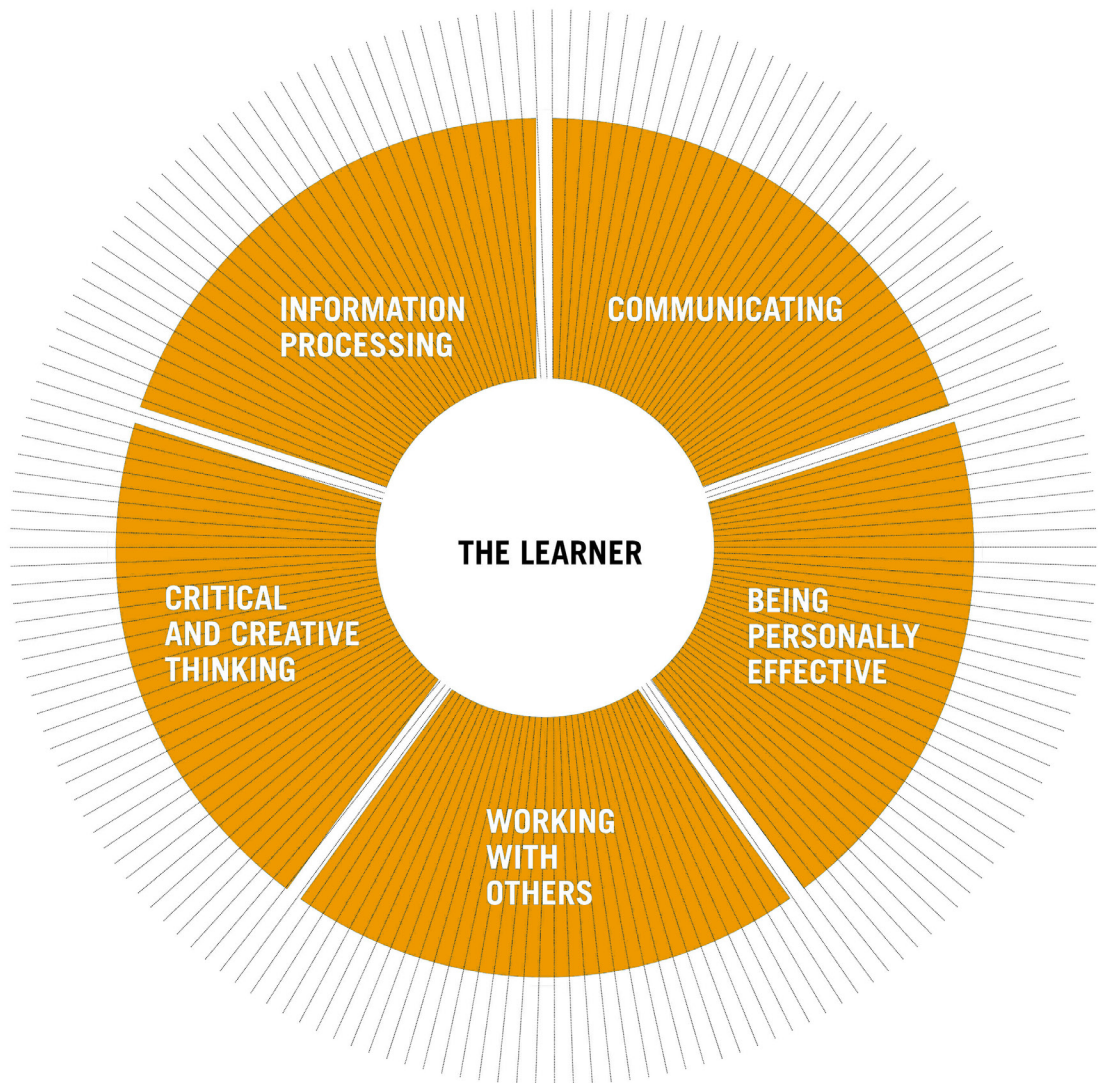 INFORMATION
PROCESSING
COMMUNICATING
THE LEARNER
CRITICAL
AND CREATIVE
THINKING
BEING
PERSONALLY
EFFECTIVE
WORKING
WITH
OTHERS